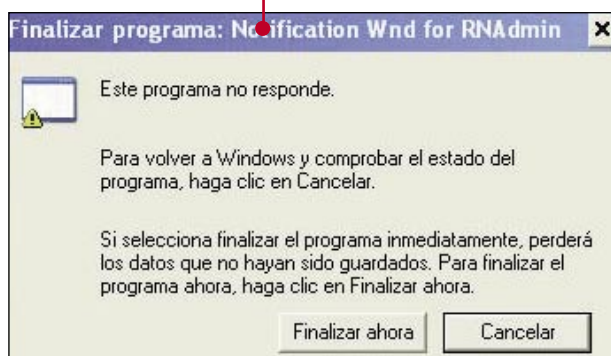 Finalizar programa: Notification Wnd for RNAdmin
Este programa no responde.
Para volver a Windows y comprobar el estado del
programa, haga clic en Cancelar.
Si selecciona finalizar el programa inmediatamente, perderá
los datos que no hayan sido guardados. Para finalizar el
programa ahora, haga clic en Finalizar ahora.
Finalizar ahora
Cancelar